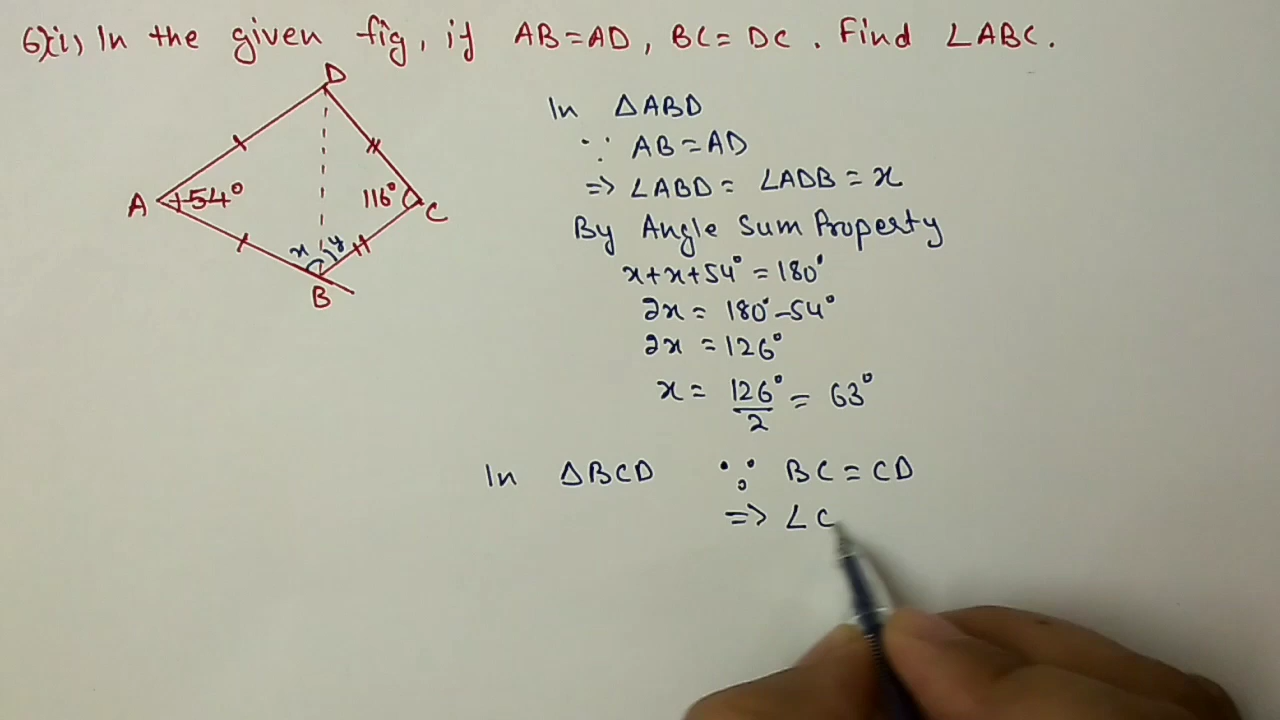 6)(i) In the given fig, if AB=AD, BC=DC. Find ∠ABC.
D
A
54°
116°
C
x y
B
In ΔABD
∵ AB=AD
=> ∠ABD = ∠ADB = x
By Angle Sum Property
x+x+54°=180°
2x = 180°-54°
2x = 126°
x = 126°/2 = 63°
In ΔBCD ∵ BC = CD
=> ∠C